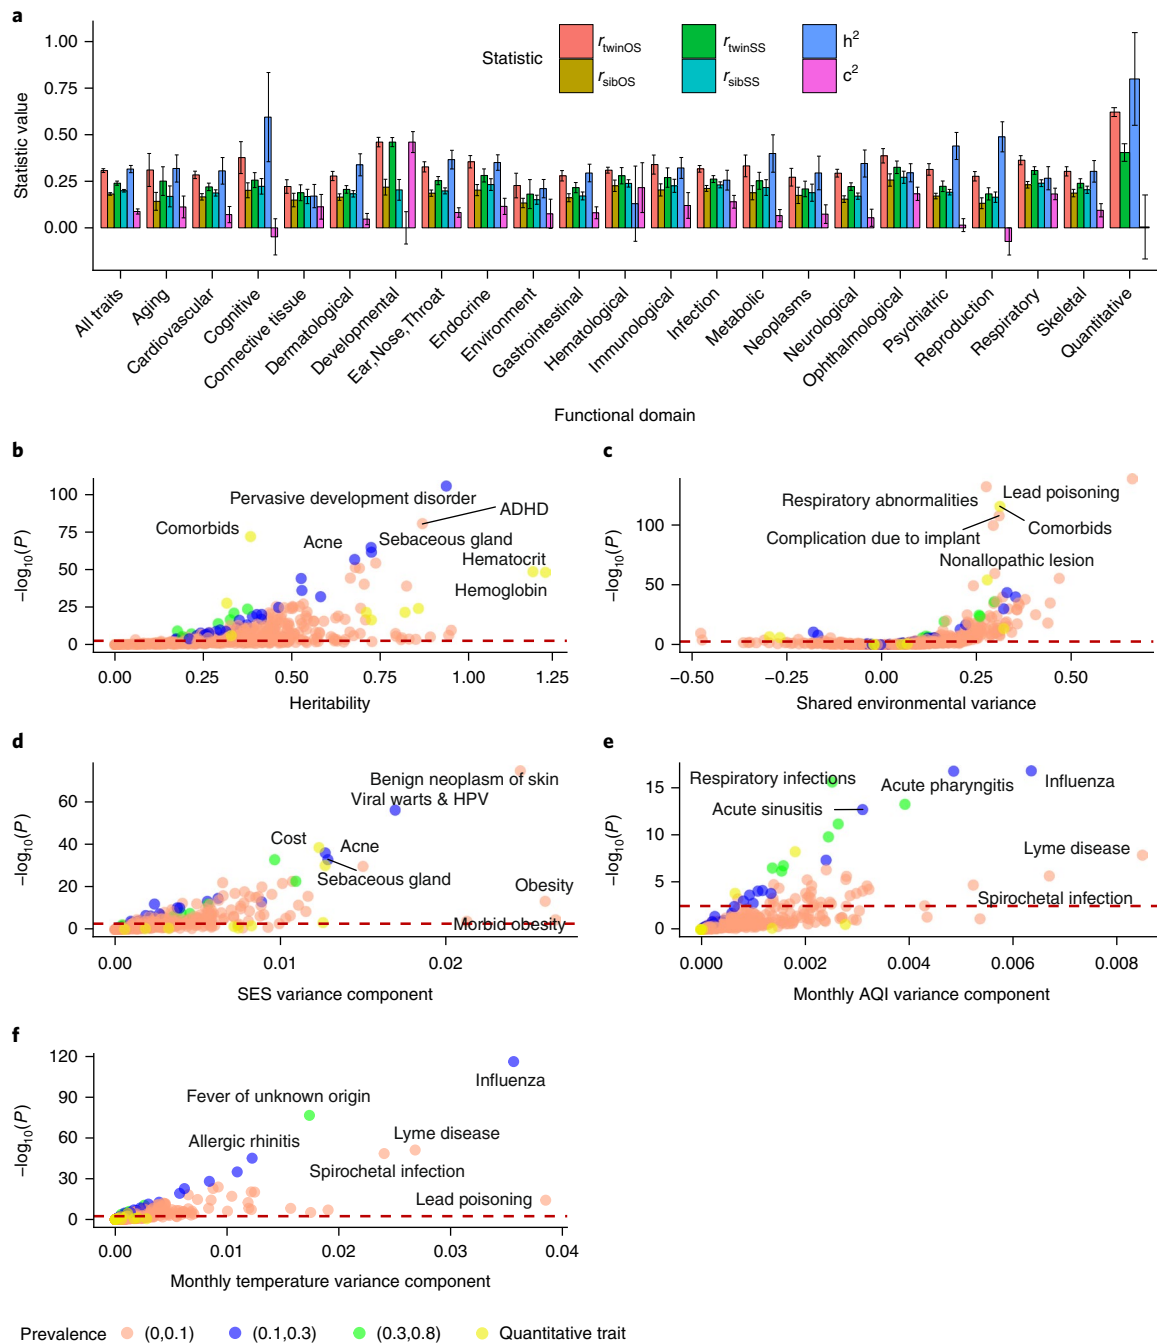 a
Statistic
r_twinOS
r_twinSS
h²
r_sibOS
r_sibSS
c²
Statistic value
1.00
0.75
0.50
0.25
0.00
All traits
Aging
Cardiovascular
Cognitive
Connective tissue
Dermatological
Developmental
Ear,Nose,Throat
Endocrine
Environment
Gastrointestinal
Hematological
Immunological
Infection
Metabolic
Neoplasms
Neurological
Ophthalmological
Psychiatric
Reproduction
Respiratory
Skeletal
Quantitative
Functional domain
b
−log₁₀(P)
100
75
50
25
0
Pervasive development disorder
ADHD
Comorbids
Acne
Sebaceous gland
Hematocrit
Hemoglobin
0.00 0.25 0.50 0.75 1.00 1.25
Heritability
c
−log₁₀(P)
100
50
0
Respiratory abnormalities
Lead poisoning
Comorbids
Complication due to implant
Nonallopathic lesion
−0.50 −0.25 0.00 0.25 0.50
Shared environmental variance
d
−log₁₀(P)
60
40
20
0
Benign neoplasm of skin
Viral warts & HPV
Cost
Acne
Sebaceous gland
Obesity
Morbid obesity
0.00 0.01 0.02
SES variance component
e
−log₁₀(P)
15
10
5
0
Respiratory infections
Acute pharyngitis
Influenza
Acute sinusitis
Lyme disease
Spirochetal infection
0.000 0.002 0.004 0.006 0.008
Monthly AQI variance component
f
−log₁₀(P)
120
90
60
30
0
Influenza
Fever of unknown origin
Allergic rhinitis
Lyme disease
Spirochetal infection
Lead poisoning
0.00 0.01 0.02 0.03 0.04
Monthly temperature variance component
Prevalence (0,0.1) (0.1,0.3) (0.3,0.8) Quantitative trait